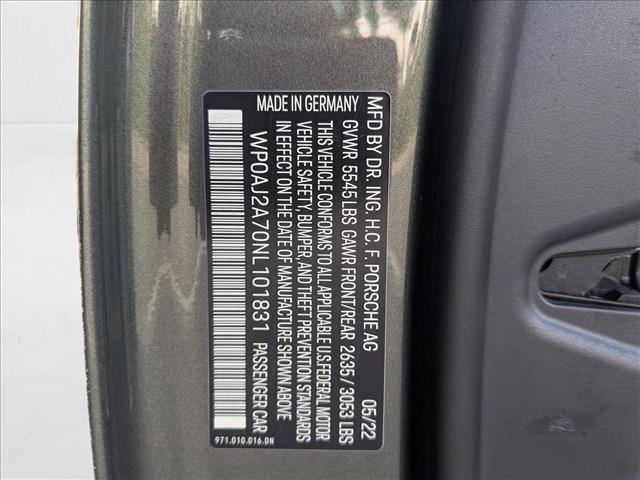 MADE IN GERMANY
MFD BY DR. ING. H.C. F. PORSCHE AG 05/22
GVWR 5545 LBS GAWR FRONT/REAR 2635 / 3053 LBS
THIS VEHICLE CONFORMS TO ALL APPLICABLE U.S.FEDERAL MOTOR
VEHICLE SAFETY, BUMPER, AND THEFT PREVENTION STANDARDS
IN EFFECT ON THE DATE OF MANUFACTURE SHOWN ABOVE
WP0AJ2A70NL101831 PASSENGER CAR
971.010.016.DN